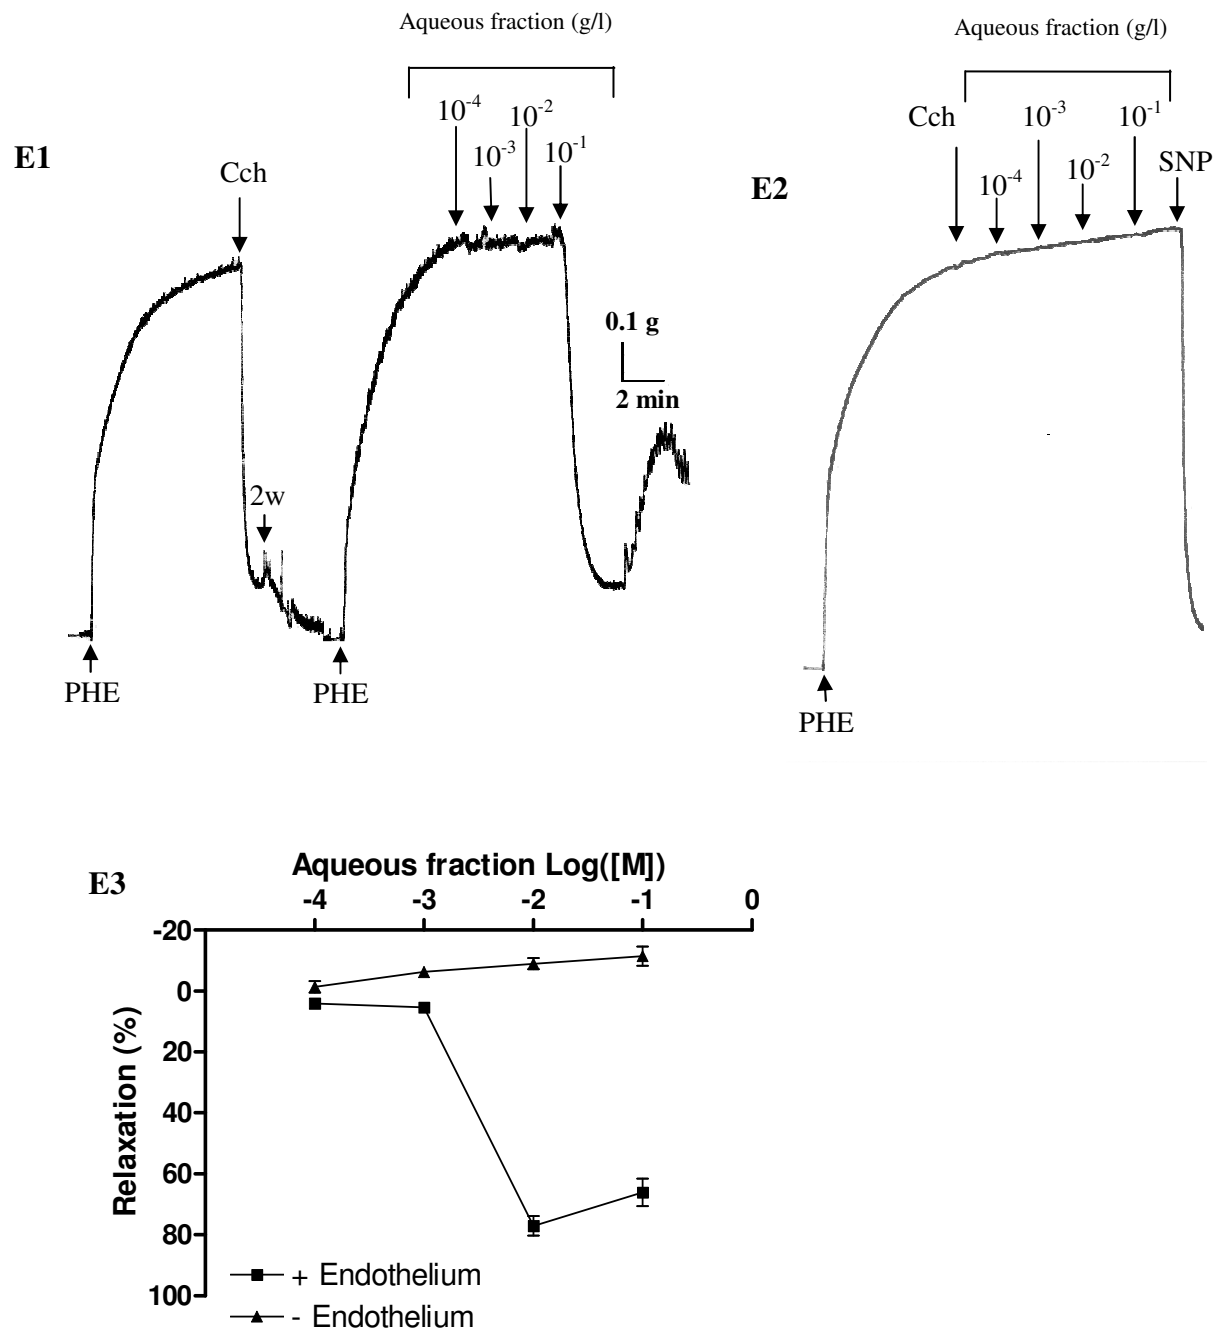 Aqueous fraction (g/l)
10⁻⁴
10⁻²
10⁻³
10⁻¹
E1
Cch
0.1 g
2 min
2w
PHE
PHE
Aqueous fraction (g/l)
Cch
10⁻³
10⁻¹
E2
10⁻⁴
10⁻²
SNP
PHE
E3
Aqueous fraction Log([M])
-4 -3 -2 -1 0
-20
0
20
40
60
80
100
Relaxation (%)
+ Endothelium
- Endothelium